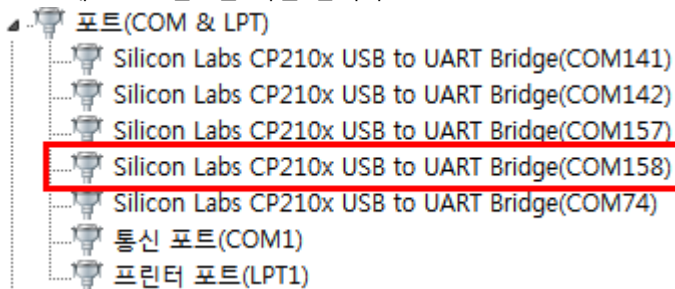 포트(COM & LPT)
Silicon Labs CP210x USB to UART Bridge(COM141)
Silicon Labs CP210x USB to UART Bridge(COM142)
Silicon Labs CP210x USB to UART Bridge(COM157)
Silicon Labs CP210x USB to UART Bridge(COM158)
Silicon Labs CP210x USB to UART Bridge(COM74)
통신 포트(COM1)
프린터 포트(LPT1)